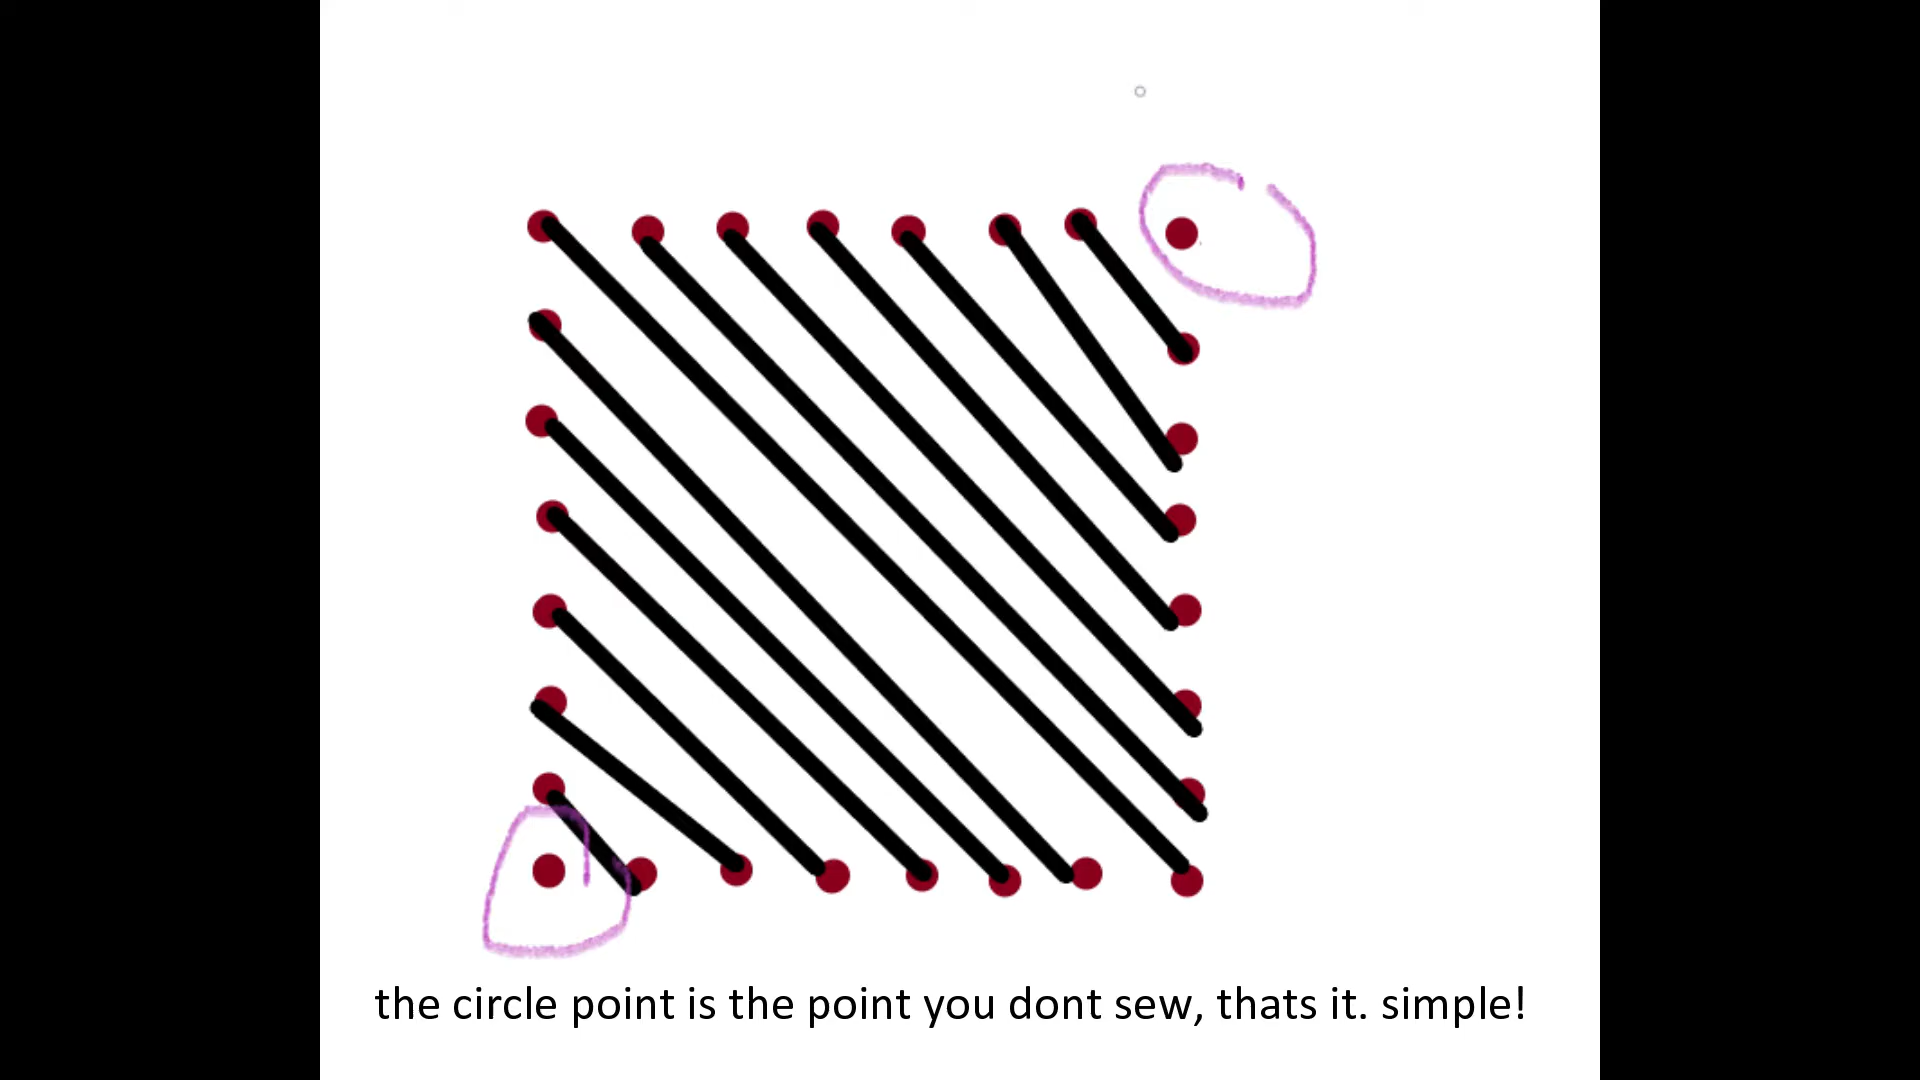 the circle point is the point you dont sew, thats it. simple!